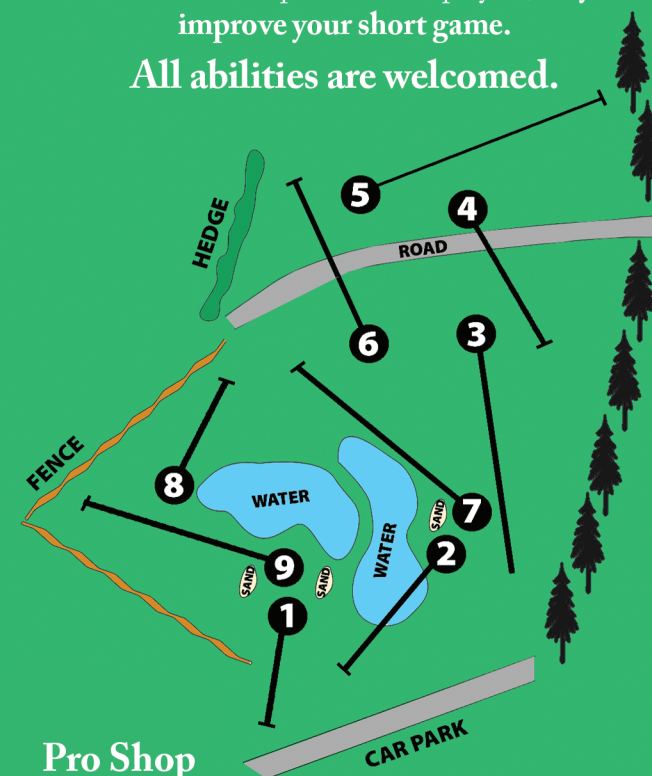 improve your short game.
All abilities are welcomed.
5
4
HEDGE
ROAD
6
3
FENCE
8
WATER
SAND
7
WATER
2
9
SAND
SAND
1
CAR PARK
Pro Shop